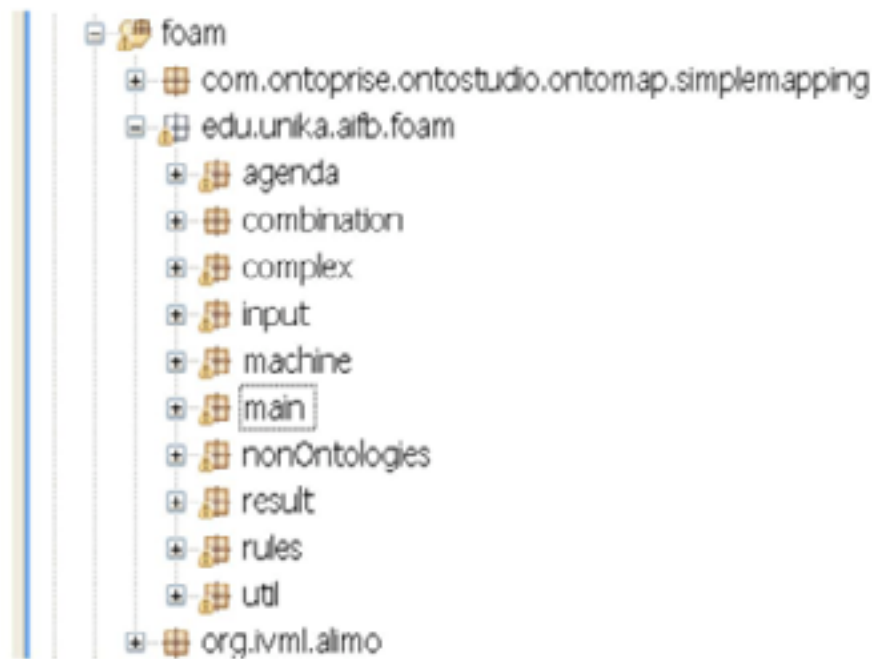 foam
com.ontoprise.ontostudio.ontomap.simplemapping
edu.unika.aifb.foam
agenda
combination
complex
input
machine
main
nonOntologies
result
rules
util
org.ivml.alimo